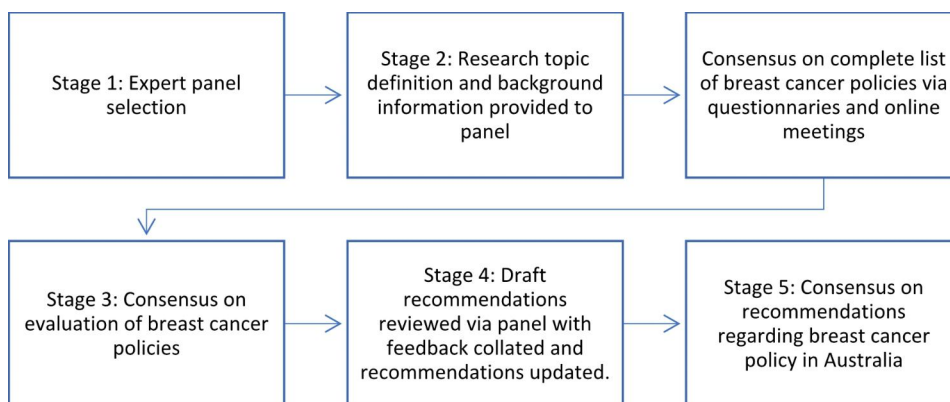 Stage 1: Expert panel
selection
Stage 2: Research topic
definition and background
information provided to
panel
Consensus on complete list
of breast cancer policies via
questionnaries and online
meetings
Stage 3: Consensus on
evaluation of breast cancer
policies
Stage 4: Draft
recommendations
reviewed via panel with
feedback collated and
recommendations updated.
Stage 5: Consensus on
recommendations
regarding breast cancer
policy in Australia